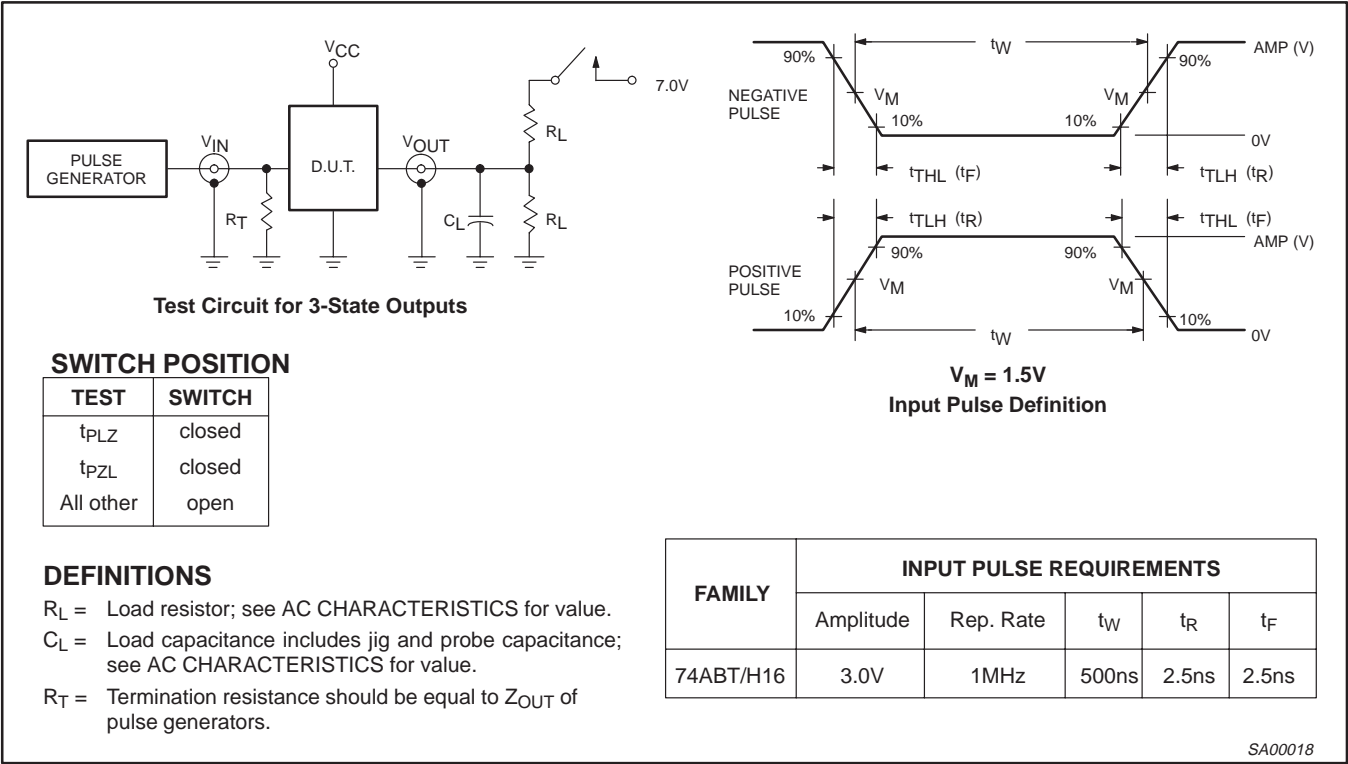 VCC
7.0V
RL
VIN
VOUT
PULSE
GENERATOR
D.U.T.
RT
CL
RL
Test Circuit for 3-State Outputs
90%
tW
90%
AMP (V)
NEGATIVE
PULSE
VM
VM
10%
10%
0V
tTHL (tF)
tTLH (tR)
tTLH (tR)
tTHL (tF)
AMP (V)
90%
90%
POSITIVE
PULSE
VM
VM
10%
10%
tW
0V
VM = 1.5V
Input Pulse Definition
SWITCH POSITION
TEST SWITCH
tPLZ closed
tPZL closed
All other open
DEFINITIONS
RL = Load resistor; see AC CHARACTERISTICS for value.
CL = Load capacitance includes jig and probe capacitance;
see AC CHARACTERISTICS for value.
RT = Termination resistance should be equal to ZOUT of
pulse generators.
FAMILY
INPUT PULSE REQUIREMENTS
Amplitude Rep. Rate tW tR tF
74ABT/H16 3.0V 1MHz 500ns 2.5ns 2.5ns
SA00018